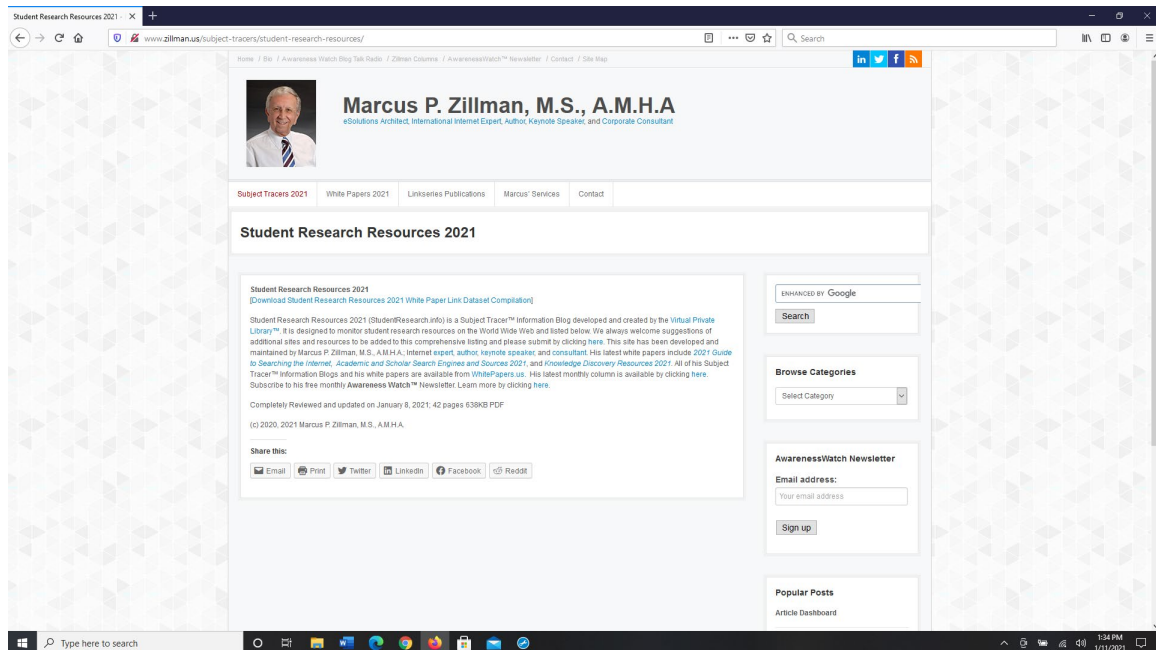 Student Research Resources 2021 -
www.zillman.us/subject-tracers/student-research-resources/
Search
Home / Bio / Awareness Watch Blog Talk Radio / Zillman Columns / AwarenessWatch™ Newsletter / Contact / Site Map
Marcus P. Zillman, M.S., A.M.H.A
eSolutions Architect, International Internet Expert, Author, Keynote Speaker, and Corporate Consultant
Subject Tracers 2021 White Papers 2021 Linkseries Publications Marcus' Services Contact
Student Research Resources 2021
Student Research Resources 2021
[Download Student Research Resources 2021 White Paper Link Dataset Compilation]
Student Research Resources 2021 (StudentResearch.info) is a Subject Tracer™ Information Blog developed and created by the Virtual Private
Library™. It is designed to monitor student research resources on the World Wide Web and listed below. We always welcome suggestions of
additional sites and resources to be added to this comprehensive listing and please submit by clicking here. This site has been developed and
maintained by Marcus P. Zillman, M.S., A.M.H.A.; Internet expert, author, keynote speaker, and consultant. His latest white papers include 2021 Guide
to Searching the Internet, Academic and Scholar Search Engines and Sources 2021, and Knowledge Discovery Resources 2021. All of his Subject
Tracer™ Information Blogs and his white papers are available from WhitePapers.us. His latest monthly column is available by clicking here.
Subscribe to his free monthly Awareness Watch™ Newsletter. Learn more by clicking here.
Completely Reviewed and updated on January 8, 2021; 42 pages 638KB PDF
(c) 2020, 2021 Marcus P. Zillman, M.S., A.M.H.A.
Share this:
Email Print Twitter LinkedIn Facebook Reddit
ENHANCED BY Google
Search
Browse Categories
Select Category
AwarenessWatch Newsletter
Email address:
Your email address
Sign up
Popular Posts
Article Dashboard
Type here to search
1:34 PM
1/11/2021